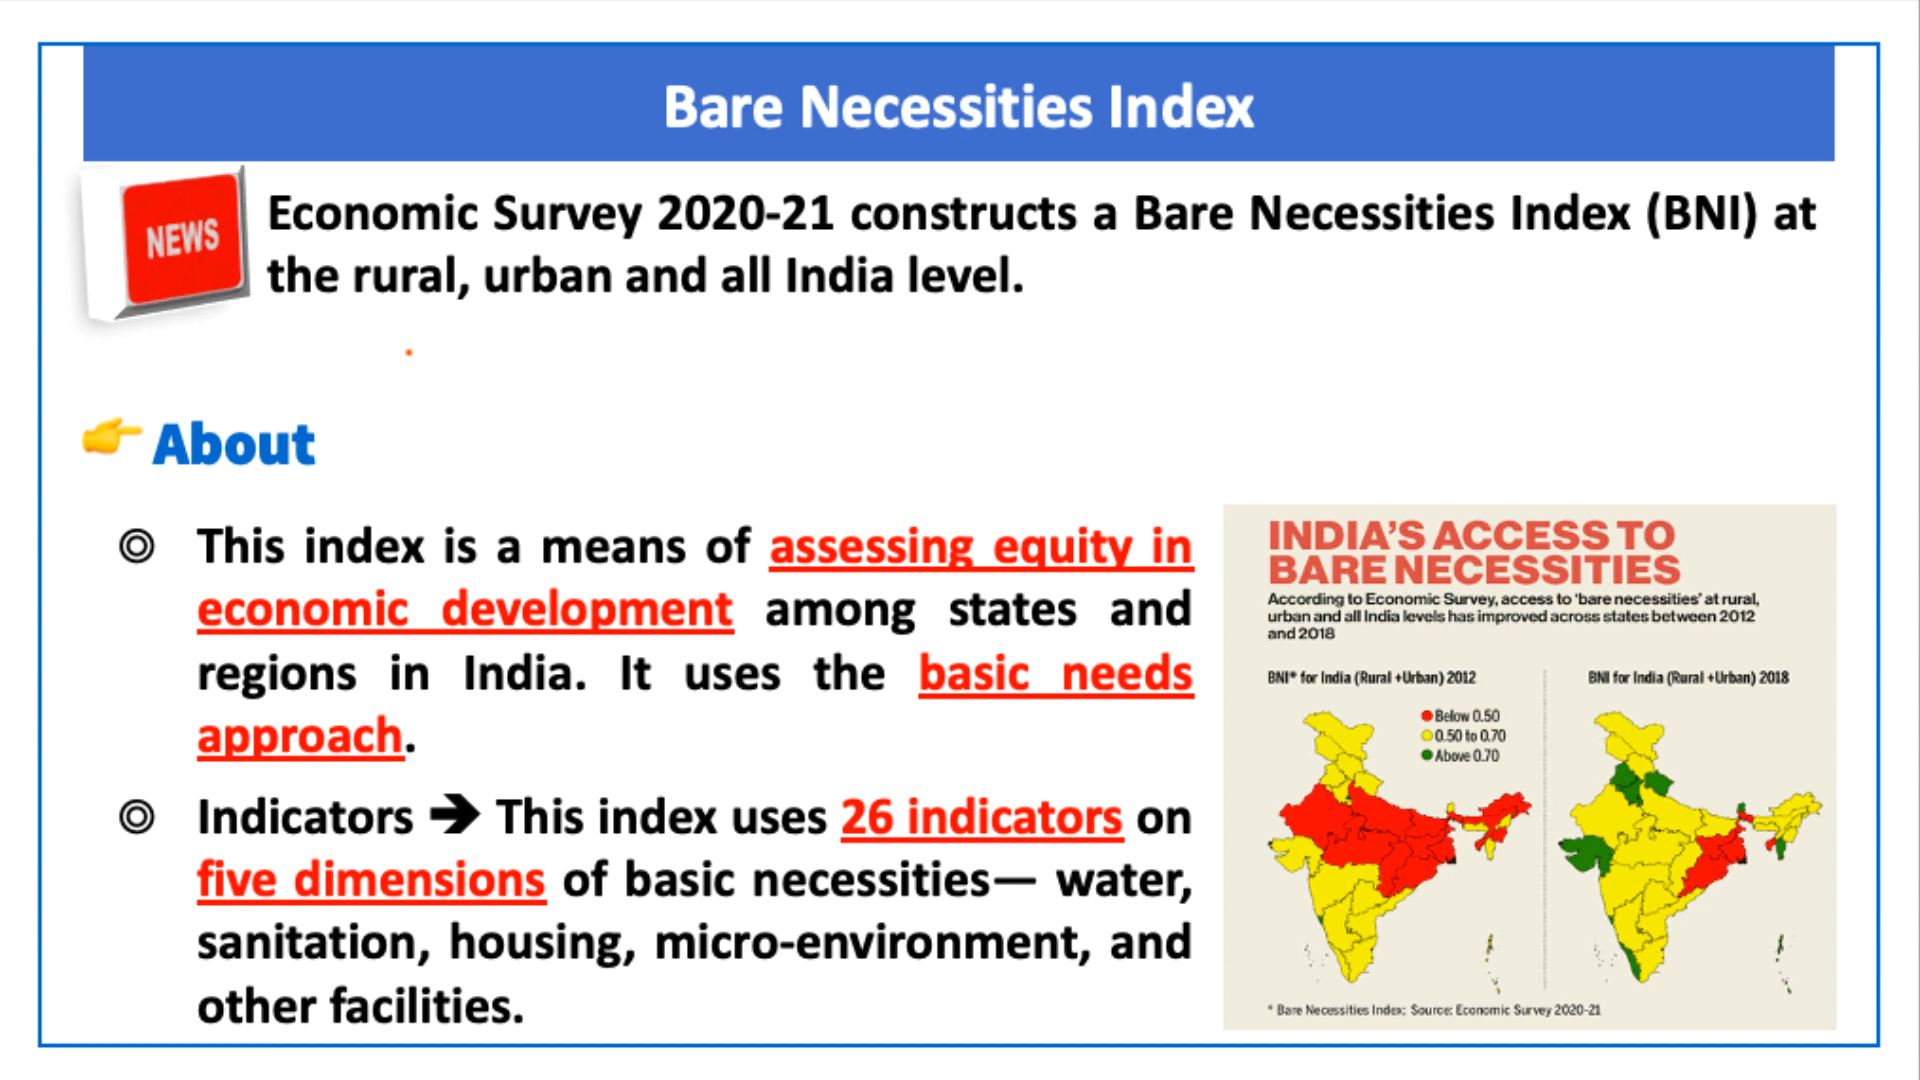 Bare Necessities Index
NEWS
Economic Survey 2020-21 constructs a Bare Necessities Index (BNI) at
the rural, urban and all India level.
About
This index is a means of assessing equity in
economic development among states and
regions in India. It uses the basic needs
approach.
Indicators ➔ This index uses 26 indicators on
five dimensions of basic necessities— water,
sanitation, housing, micro-environment, and
other facilities.
INDIA'S ACCESS TO
BARE NECESSITIES
According to Economic Survey, access to 'bare necessities' at rural,
urban and all India levels has improved across states between 2012
and 2018
BNI* for India (Rural +Urban) 2012
BNI for India (Rural +Urban) 2018
Below 0.50
0.50 to 0.70
Above 0.70
* Bare Necessities Index; Source: Economic Survey 2020-21